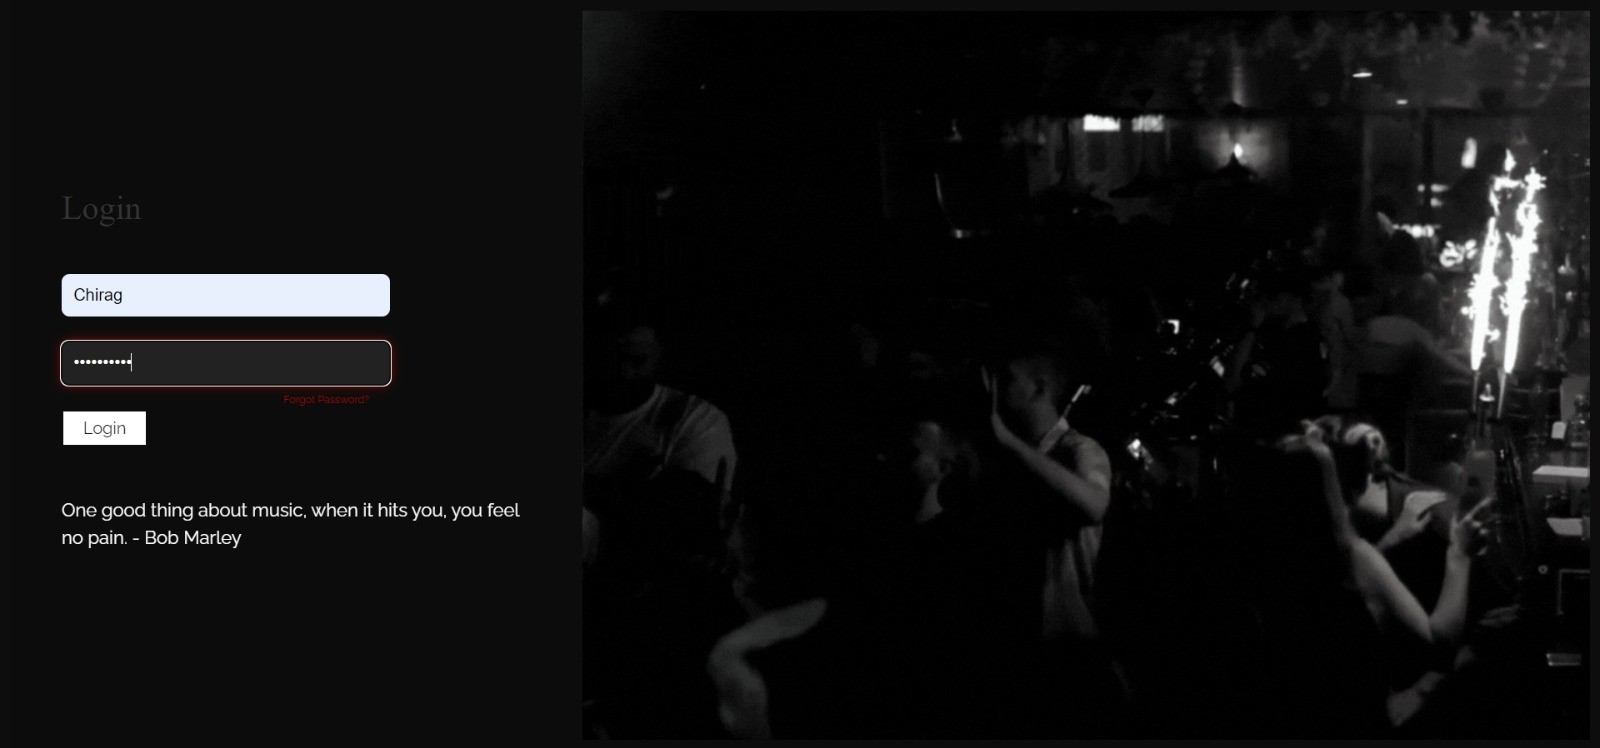 Login
Chirag
••••••••••
Forgot Password?
Login
One good thing about music, when it hits you, you feel
no pain. - Bob Marley